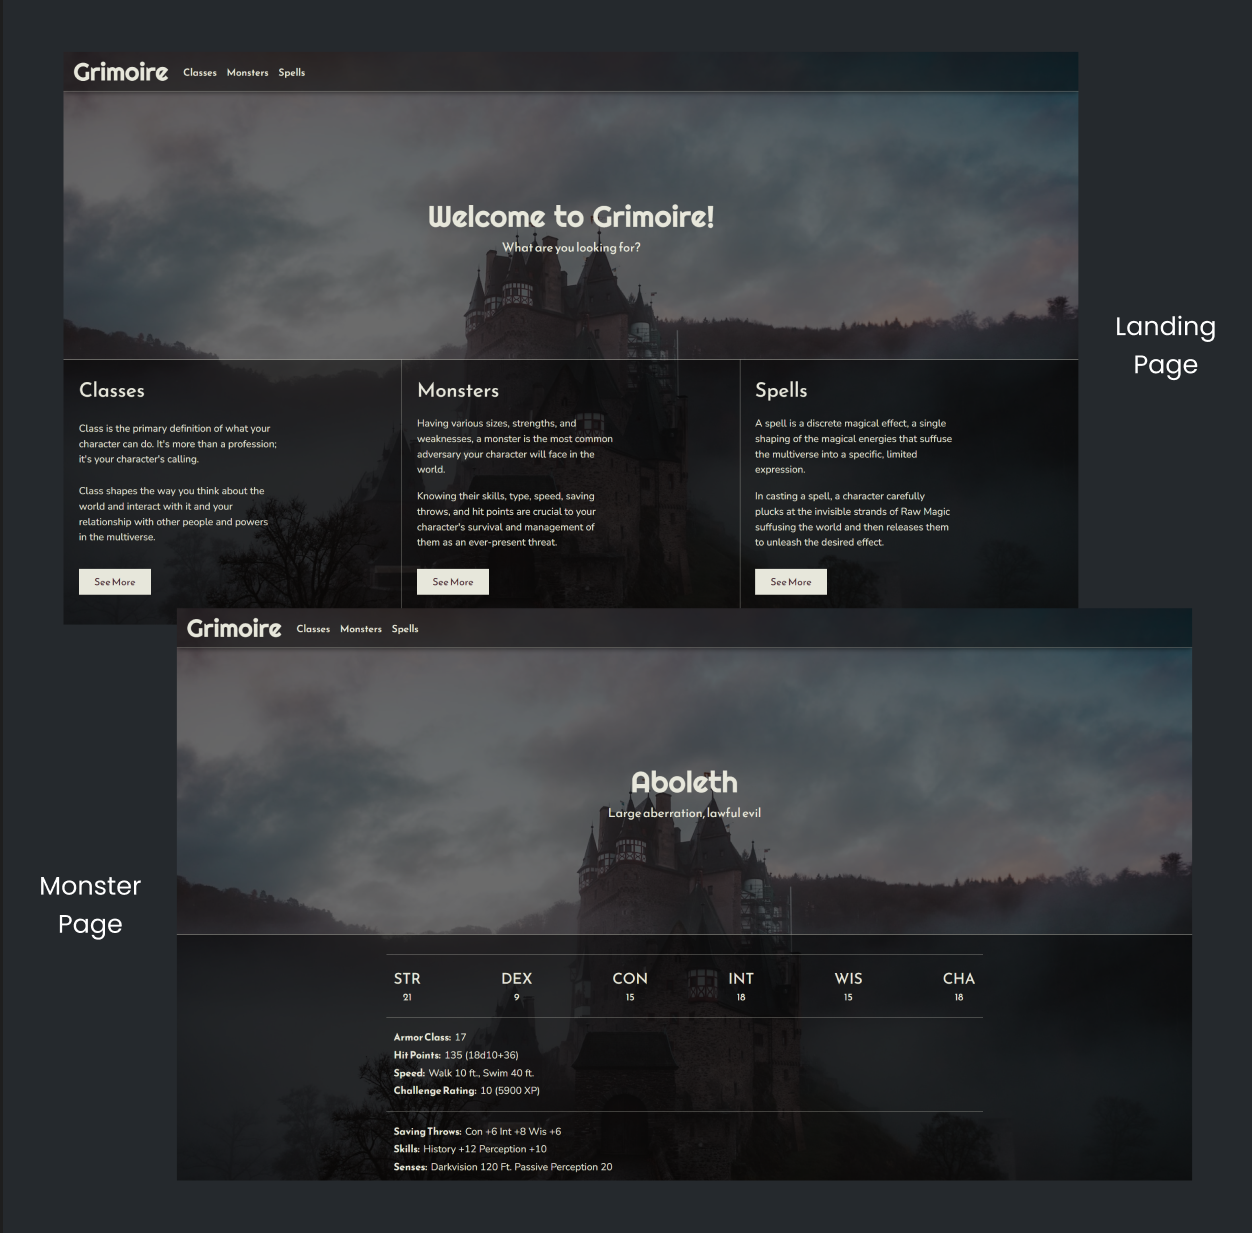 Grimoire Classes Monsters Spells
Welcome to Grimoire!
What are you looking for?
Landing
Page
Classes
Class is the primary definition of what your
character can do. It's more than a profession;
it's your character's calling.
Class shapes the way you think about the
world and interact with it and your
relationship with other people and powers
in the multiverse.
See More
Monsters
Having various sizes, strengths, and
weaknesses, a monster is the most common
adversary your character will face in the
world.
Knowing their skills, type, speed, saving
throws, and hit points are crucial to your
character's survival and management of
them as an ever-present threat.
See More
Spells
A spell is a discrete magical effect, a single
shaping of the magical energies that suffuse
the multiverse into a specific, limited
expression.
In casting a spell, a character carefully
plucks at the invisible strands of Raw Magic
suffusing the world and then releases them
to unleash the desired effect.
See More
Grimoire Classes Monsters Spells
Aboleth
Large aberration, lawful evil
Monster
Page
STR DEX CON INT WIS CHA
21 9 15 18 15 18
Armor Class: 17
Hit Points: 135 (18d10+36)
Speed: Walk 10 ft., Swim 40 ft.
Challenge Rating: 10 (5900 XP)
Saving Throws: Con +6 Int +8 Wis +6
Skills: History +12 Perception +10
Senses: Darkvision 120 Ft. Passive Perception 20